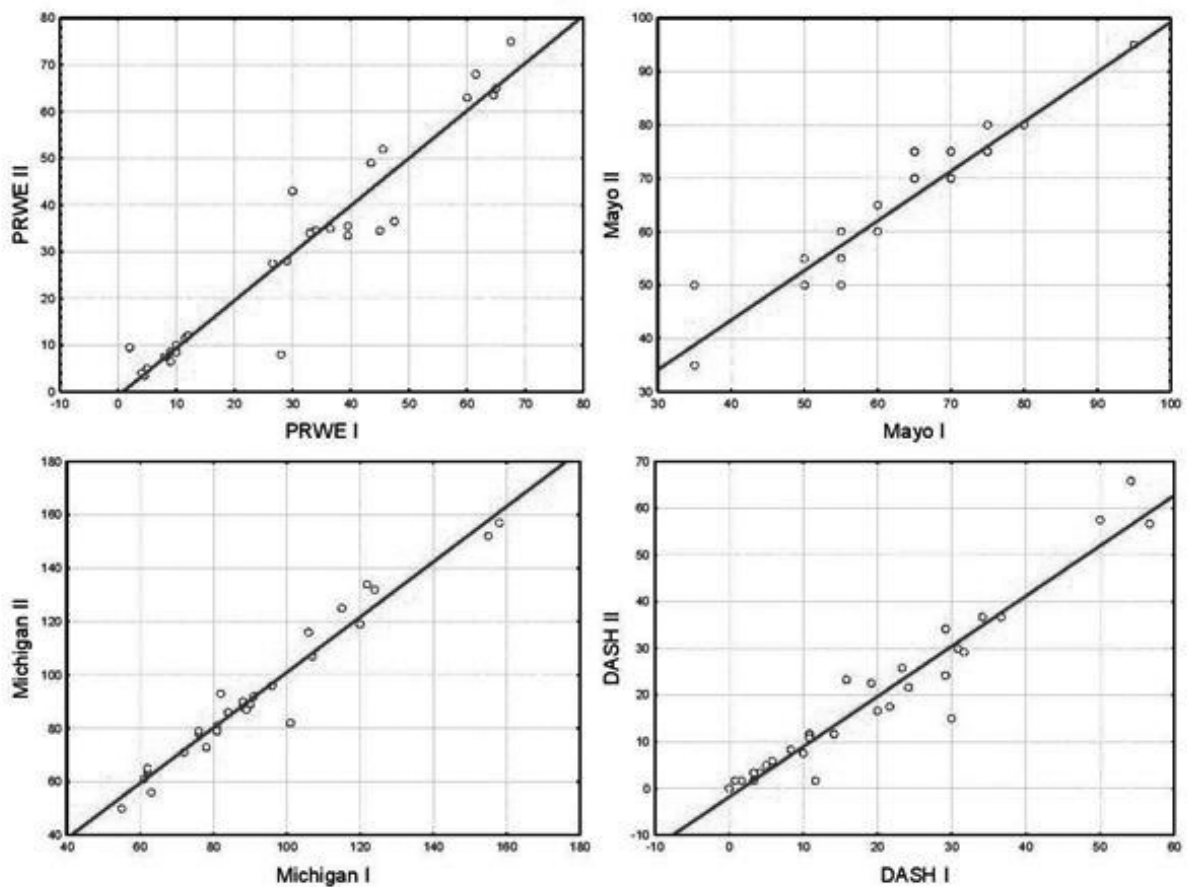 80
70
60
50
40
30
20
10
0
PRWE II
-10 0 10 20 30 40 50 60 70 80
PRWE I
100
90
80
70
60
50
40
30
Mayo II
30 40 50 60 70 80 90 100
Mayo I
180
160
140
120
100
80
60
40
Michigan II
40 60 80 100 120 140 160 180
Michigan I
70
60
50
40
30
20
10
0
-10
DASH II
-10 0 10 20 30 40 50 60
DASH I